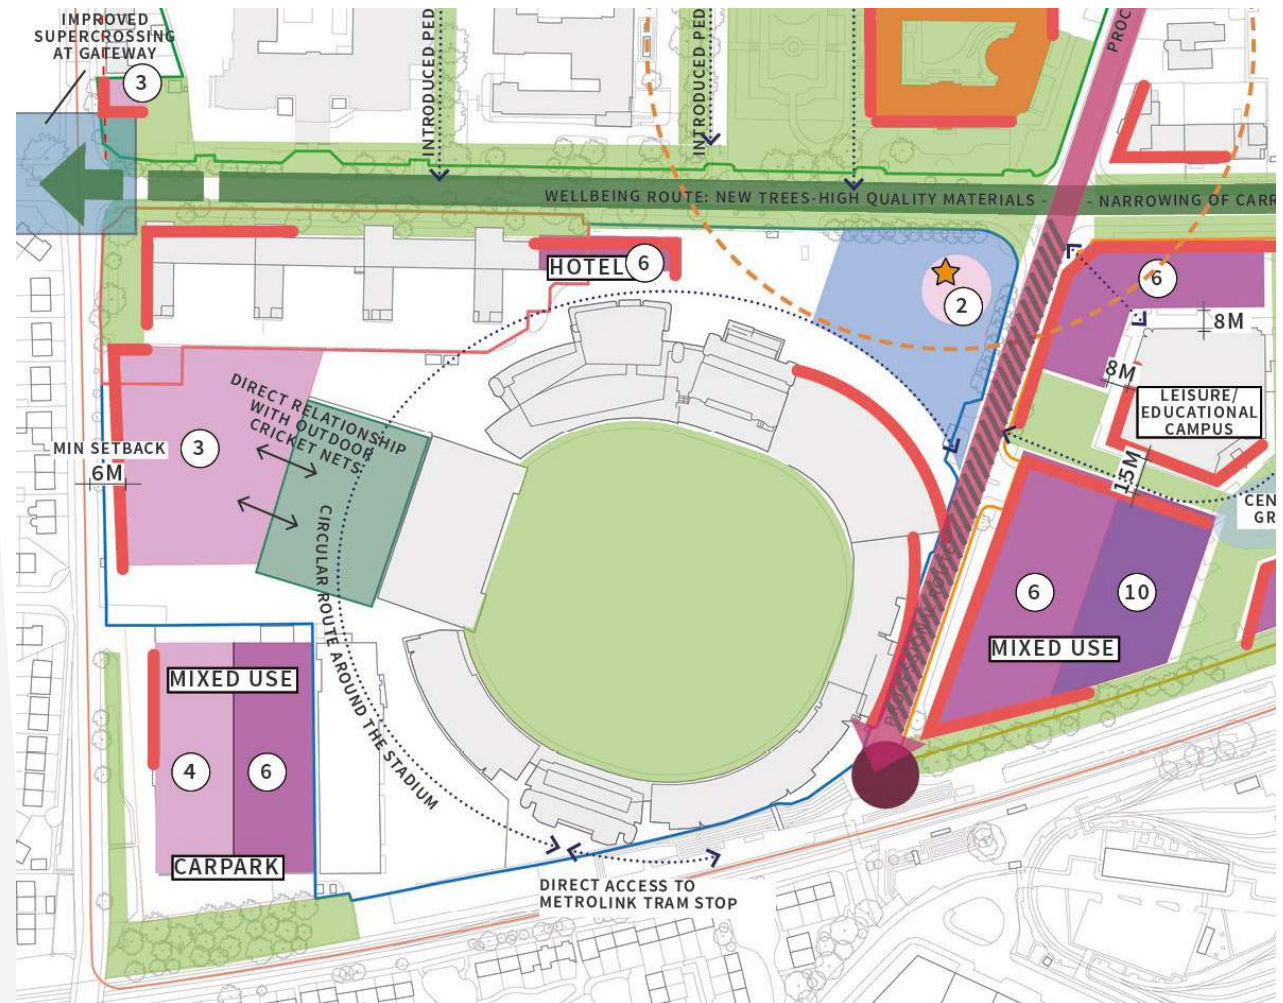 IMPROVED
SUPERCROSSING
AT GATEWAY
3
INTRODUCED PED
INTRODUCED PED
PROC
WELLBEING ROUTE: NEW TREES-HIGH QUALITY MATERIALS -
- NARROWING OF CARR
HOTEL 6
2
6
8M
8M
LEISURE/
EDUCATIONAL
CAMPUS
DIRECT RELATIONSHIP
WITH OUTDOOR
CRICKET NETS
3
MIN SETBACK
6M
15M
CEN
GR
CIRCULAR ROUTE AROUND THE STADIUM
6
10
MIXED USE
MIXED USE
4
6
CARPARK
DIRECT ACCESS TO
METROLINK TRAM STOP